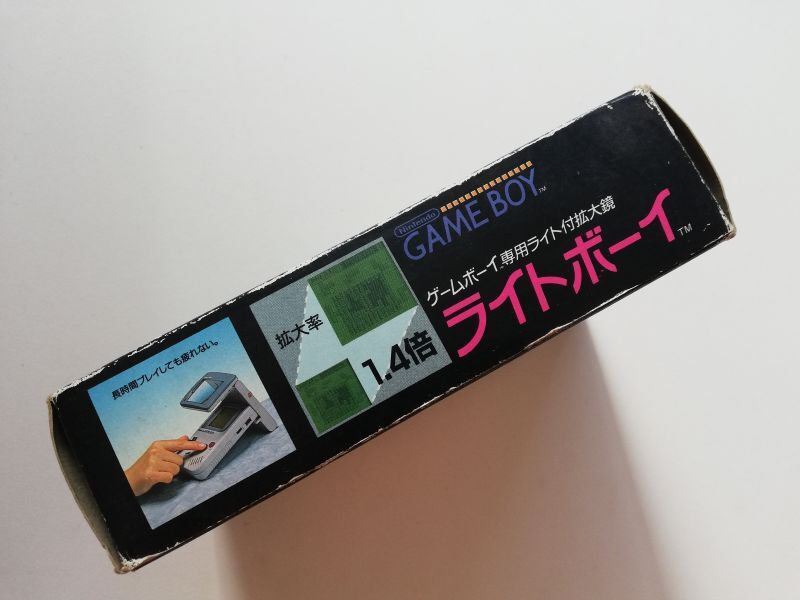 Nintendo
GAME BOY™
ゲームボーイ専用ライト付拡大鏡
ライトボーイ™
拡大率
1.4倍
長時間プレイしても疲れない。